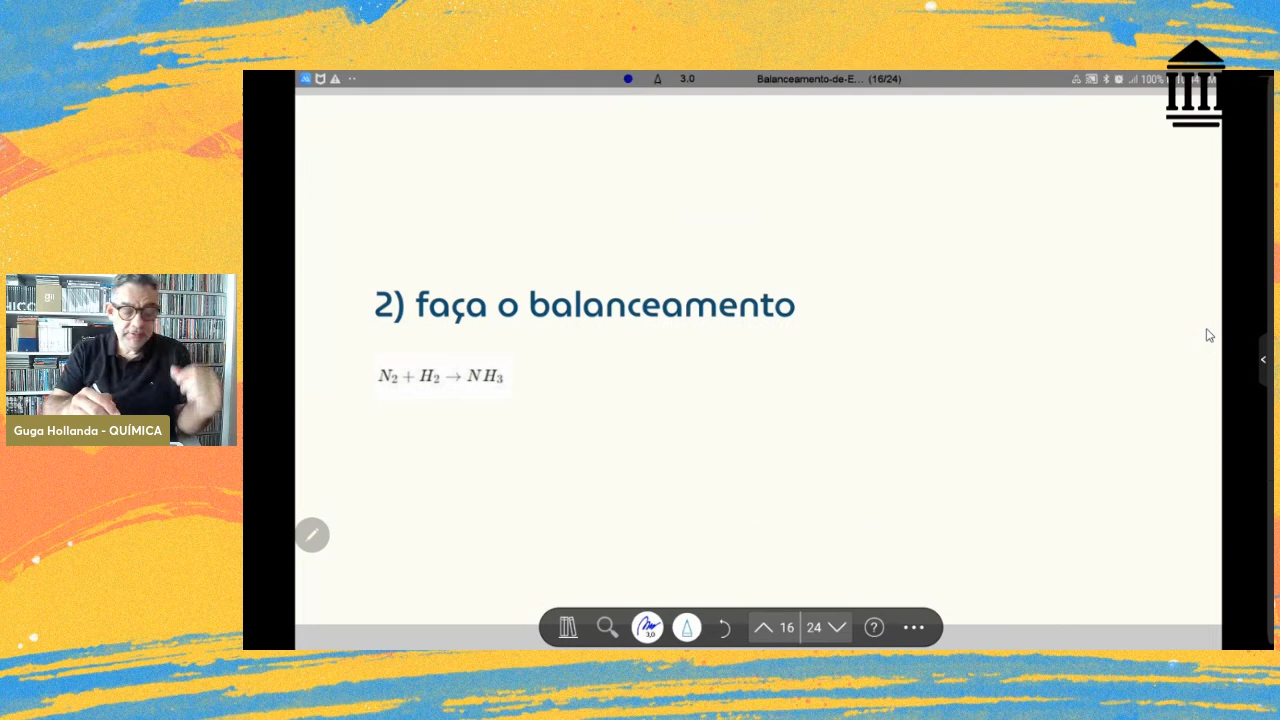 3.0
Balanceamento-de-E... (16/24)
100%
2) faça o balanceamento
N₂ + H₂ → NH₃
gii
Guga Hollanda - QUÍMICA
3,0
16
24
?